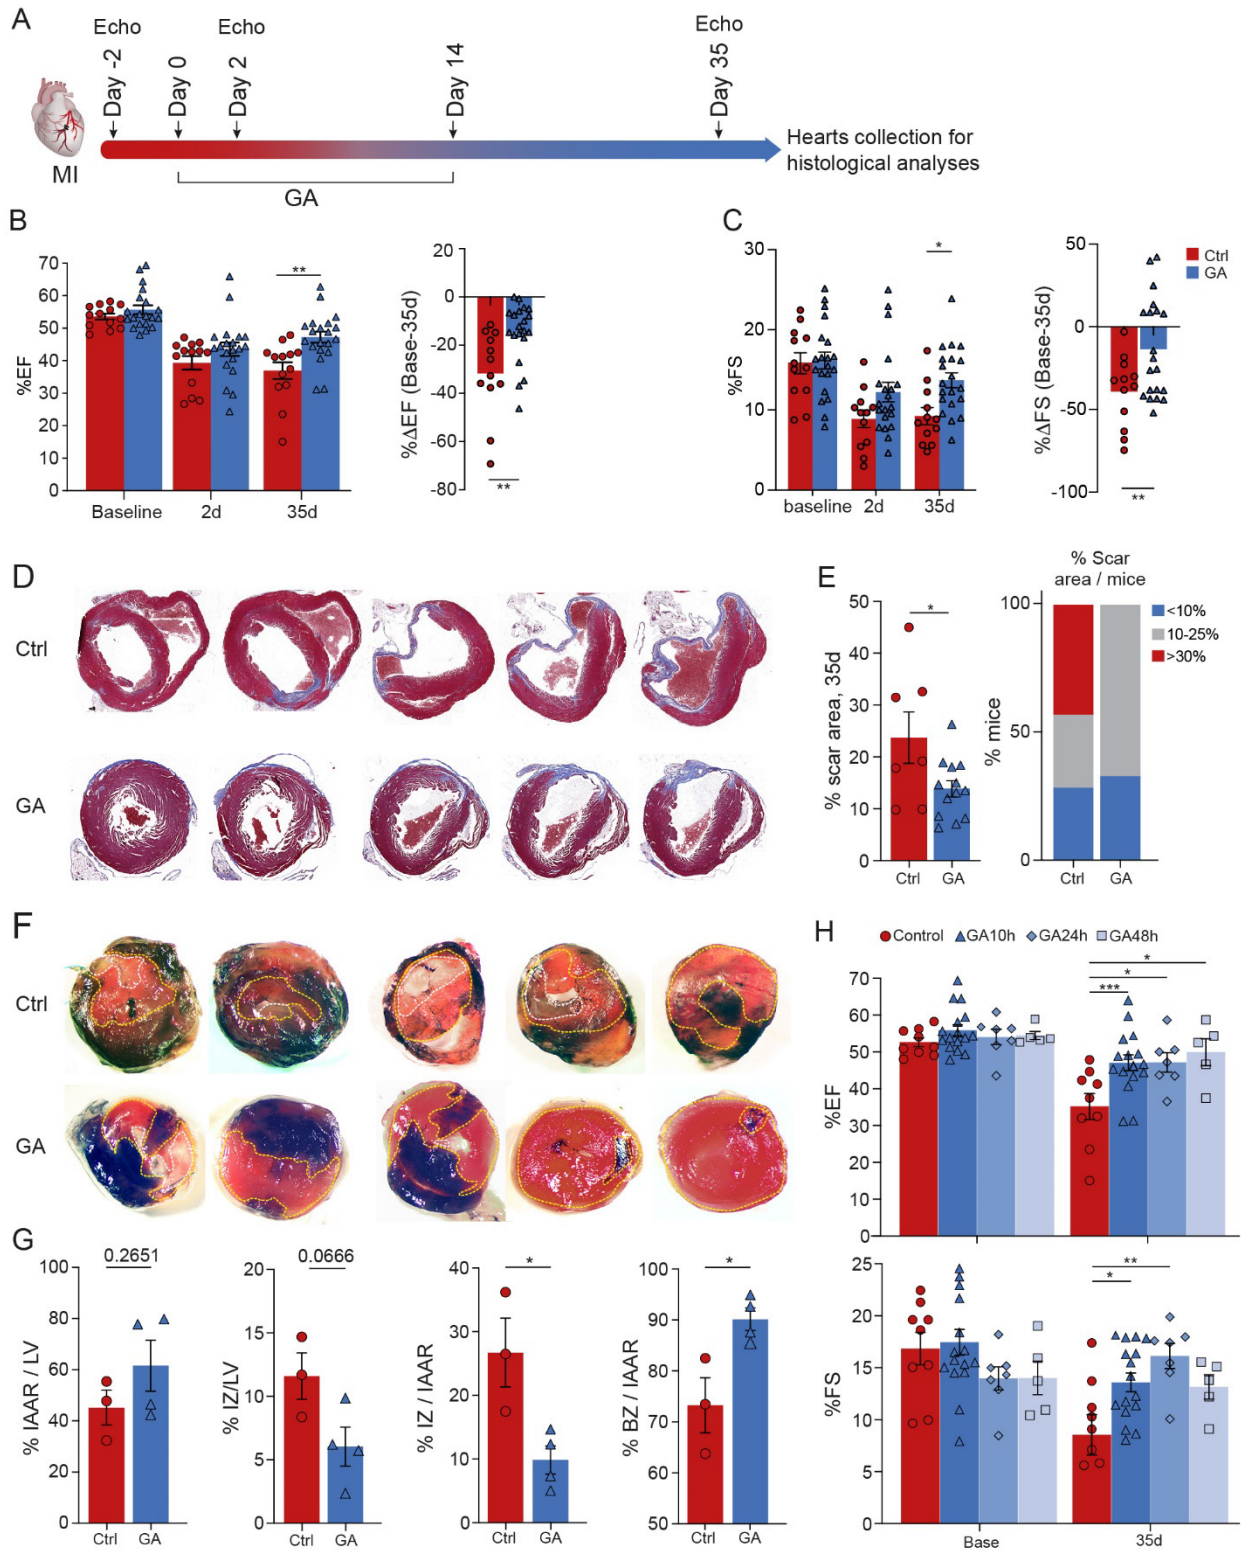 A
Echo
Echo
Echo
Day -2
Day 0
Day 2
Day 14
Day 35
MI
GA
Hearts collection for
histological analyses
B
%EF
70
60
50
40
30
20
10
0
Baseline
2d
35d
**
%ΔEF (Base-35d)
20
0
-20
-40
-60
-80
**
C
%FS
30
20
10
0
baseline
2d
35d
*
%ΔFS (Base-35d)
50
0
-50
-100
**
Ctrl
GA
D
Ctrl
GA
E
% scar area, 35d
50
40
30
20
10
0
*
Ctrl
GA
% Scar
area / mice
% mice
100
50
0
Ctrl
GA
<10%
10-25%
>30%
F
Ctrl
GA
G
% IAAR / LV
100
80
60
40
20
0
0.2651
Ctrl
GA
% IZ/LV
20
15
10
5
0
0.0666
Ctrl
GA
% IZ / IAAR
40
30
20
10
0
*
Ctrl
GA
% BZ / IAAR
100
90
80
70
60
50
*
Ctrl
GA
H
Control
GA10h
GA24h
GA48h
%EF
70
60
50
40
30
20
10
0
*
*
***
%FS
25
20
15
10
5
0
**
*
Base
35d